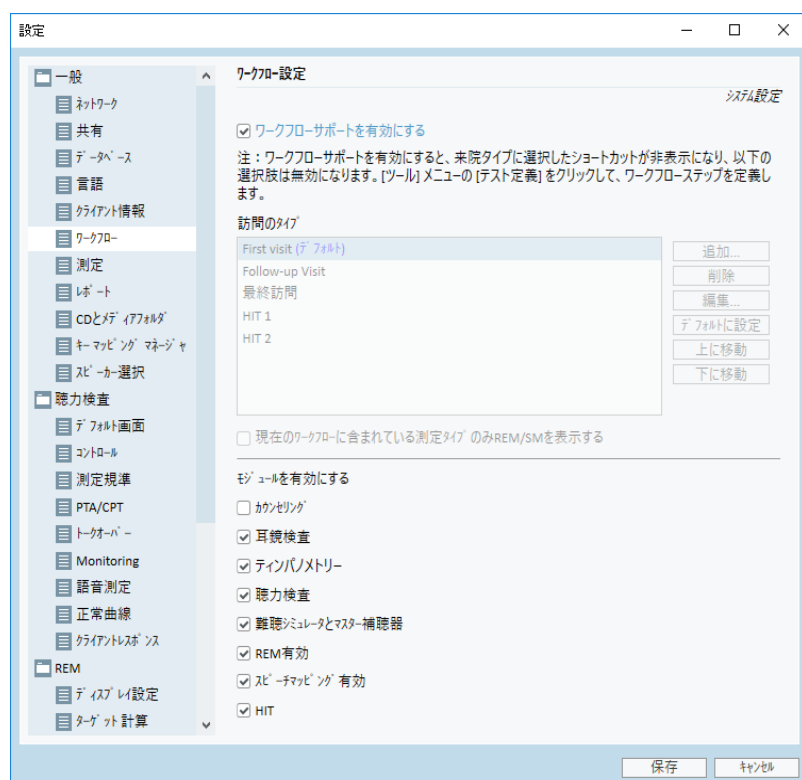 設定
一般
ﾈｯﾄﾜｰｸ
共有
ﾃﾞｰﾀﾍﾞｰｽ
言語
ｸﾗｲｱﾝﾄ情報
ﾜｰｸﾌﾛｰ
測定
ﾚﾎﾟｰﾄ
CDとﾒﾃﾞｨｱﾌｫﾙﾀﾞ
ｷｰﾏｯﾋﾟﾝｸﾞ ﾏﾈｰｼﾞｬ
ｽﾋﾟｰｶｰ選択
聴力検査
ﾃﾞﾌｫﾙﾄ画面
ｺﾝﾄﾛｰﾙ
測定規準
PTA/CPT
ﾄｰｸｵｰﾊﾞｰ
Monitoring
語音測定
正常曲線
ｸﾗｲｱﾝﾄﾚｽﾎﾟﾝｽ
REM
ﾃﾞｨｽﾌﾟﾚｲ設定
ﾀｰｹﾞｯﾄ計算
ﾜｰｸﾌﾛｰ設定
ｼｽﾃﾑ設定
ワークフローサポートを有効にする
注：ワークフローサポートを有効にすると、来院タイプに選択したショートカットが非表示になり、以下の
選択肢は無効になります。[ツール] メニューの [テスト定義] をクリックして、ワークフローステップを定義し
ます。
訪問のﾀｲﾌﾟ
First visit (ﾃﾞﾌｫﾙﾄ)
Follow-up Visit
最終訪問
HIT 1
HIT 2
追加...
削除
編集...
ﾃﾞﾌｫﾙﾄに設定
上に移動
下に移動
現在のﾜｰｸﾌﾛｰに含まれている測定ﾀｲﾌﾟのみREM/SMを表示する
ﾓｼﾞｭｰﾙを有効にする
ｶｳﾝｾﾘﾝｸﾞ
耳鏡検査
ティンパノメトリー
聴力検査
難聴ｼﾐｭﾚｰﾀとﾏｽﾀｰ補聴器
REM有効
ｽﾋﾟｰﾁﾏｯﾋﾟﾝｸﾞ有効
HIT
保存
ｷｬﾝｾﾙ